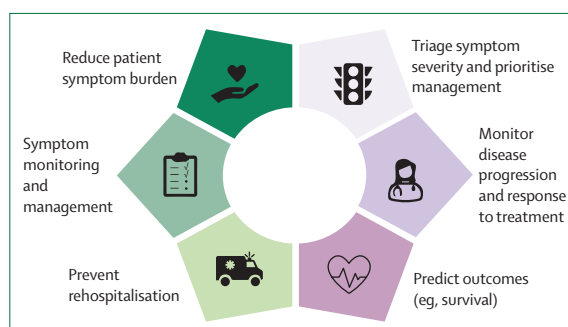 Reduce patient
symptom burden
Triage symptom
severity and prioritise
management
Symptom
monitoring
and
management
Monitor
disease
progression
and response
to treatment
Prevent
rehospitalisation
Predict outcomes
(eg, survival)